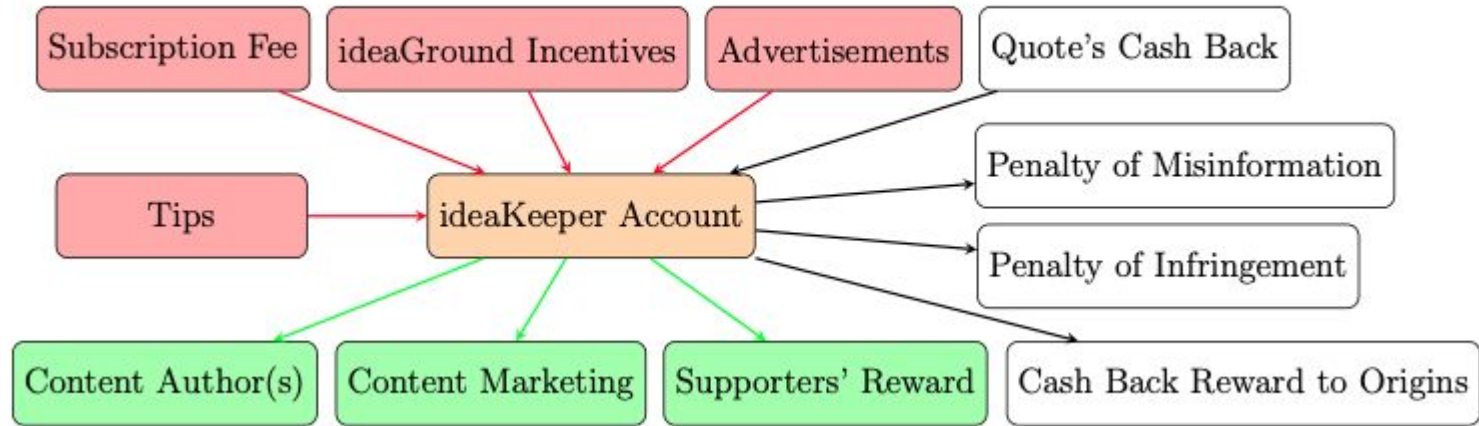 Subscription Fee
ideaGround Incentives
Advertisements
Quote's Cash Back
Penalty of Misinformation
Tips
ideaKeeper Account
Penalty of Infringement
Content Author(s)
Content Marketing
Supporters' Reward
Cash Back Reward to Origins